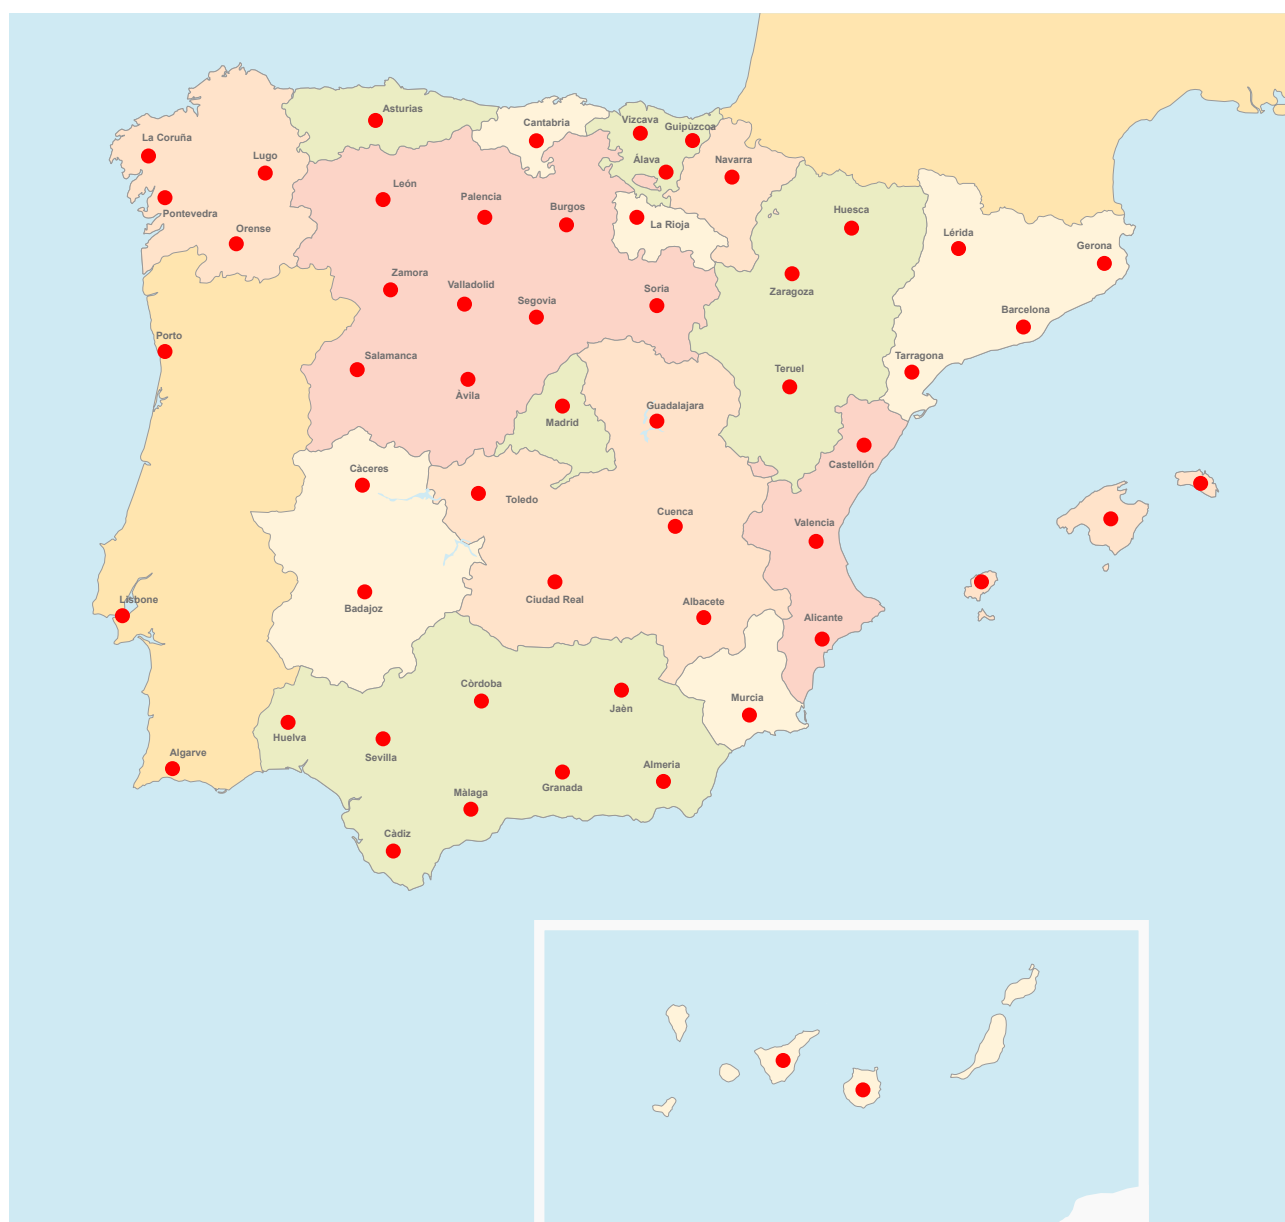 Asturias
Cantabria
Vizcava
Guipùzcoa
La Coruña
Lugo
Álava
Navarra
León
Palencia
Burgos
La Rioja
Huesca
Pontevedra
Orense
Lérida
Gerona
Zamora
Valladolid
Segovia
Soria
Zaragoza
Barcelona
Porto
Salamanca
Àvila
Tarragona
Teruel
Guadalajara
Madrid
Castellón
Càceres
Toledo
Cuenca
Valencia
Lisbone
Badajoz
Ciudad Real
Albacete
Alicante
Còrdoba
Jaèn
Murcia
Huelva
Sevilla
Algarve
Granada
Almeria
Màlaga
Càdiz